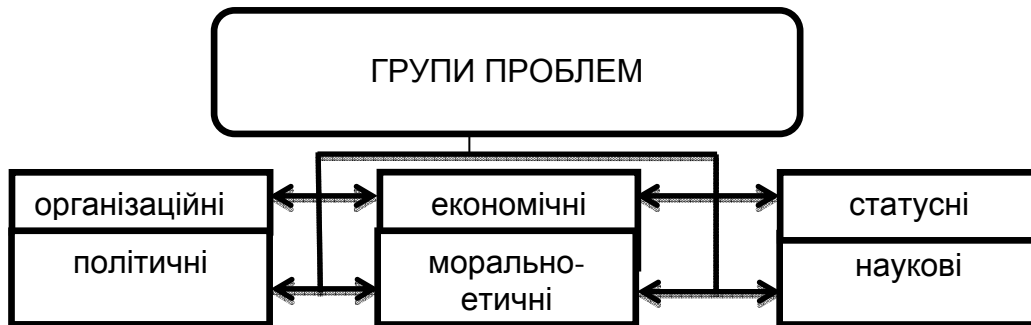 ГРУПИ ПРОБЛЕМ
організаційні
економічні
статусні
політичні
морально-
етичні
наукові